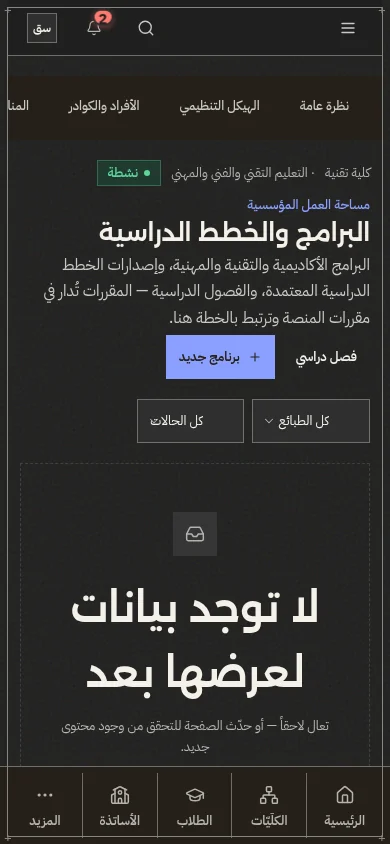 سق
2
نظرة عامة
الهيكل التنظيمي
الأفراد والكوادر
المنا
كلية تقنية · التعليم التقني والفني والمهني
نشطة
مساحة العمل المؤسسية
البرامج والخطط الدراسية
البرامج الأكاديمية والتقنية والمهنية، وإصدارات الخطط
الدراسية المعتمدة، والفصول الدراسية — المقررات تُدار في
مقررات المنصة وترتبط بالخطة هنا.
فصل دراسي
+ برنامج جديد
كل الطبائع
كل الحالات
لا توجد بيانات
لعرضها بعد
تعال لاحقاً — أو حدّث الصفحة للتحقق من وجود محتوى
جديد.
الرئيسية
الكليّات
الطلاب
الأساتذة
المزيد